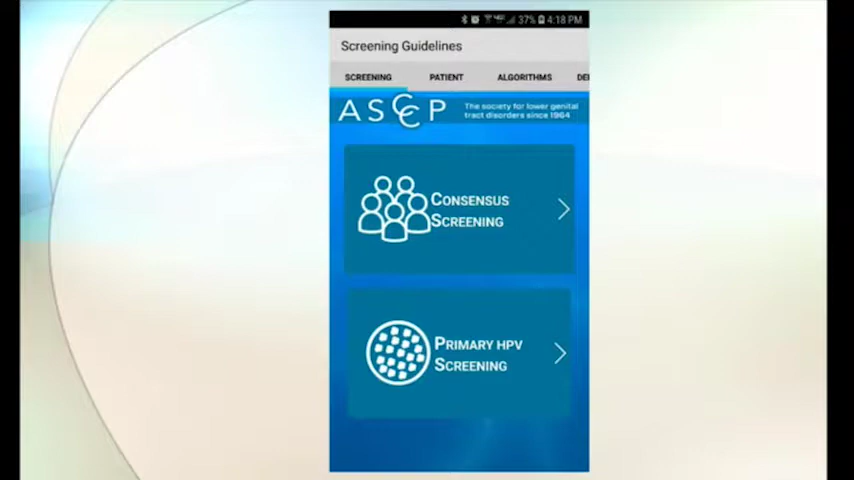 37% 4:18 PM
Screening Guidelines
SCREENING PATIENT ALGORITHMS
ASCCP
The society for lower genital
tract disorders since 1964
CONSENSUS
SCREENING
PRIMARY HPV
SCREENING